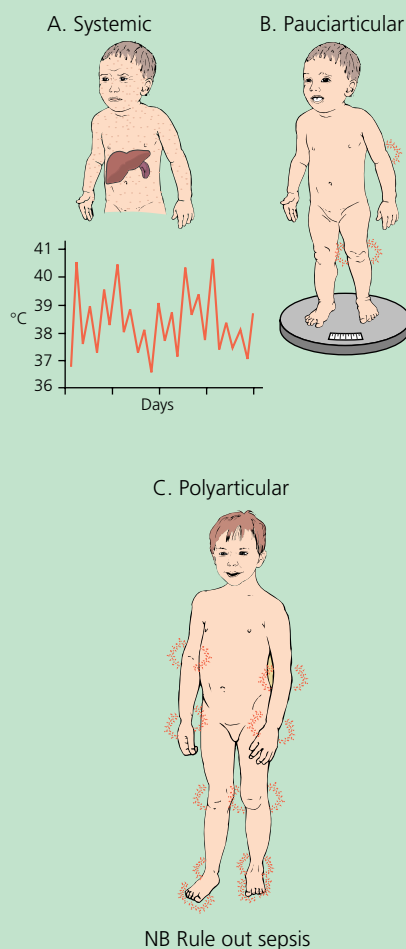 A. Systemic
B. Pauciarticular
41
40
39
°C
38
37
36
Days
C. Polyarticular
NB Rule out sepsis